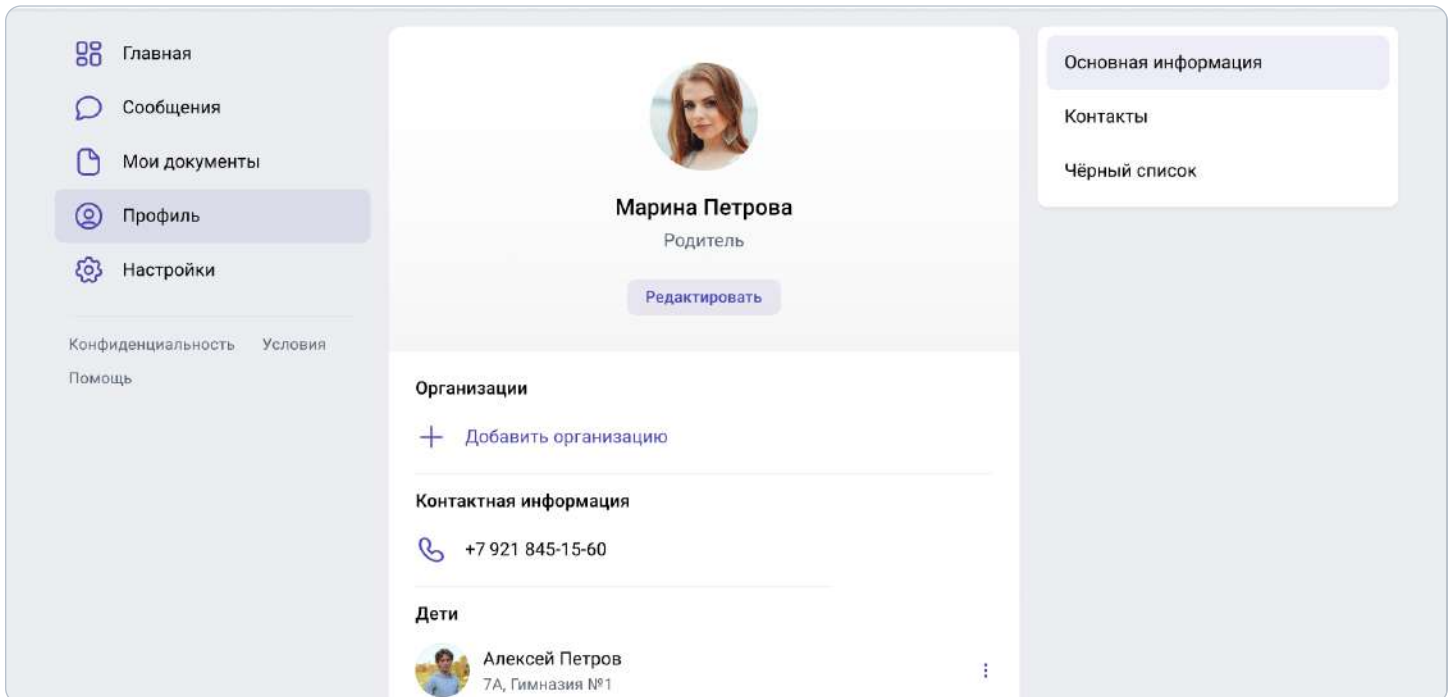 Главная
Сообщения
Мои документы
Профиль
Настройки
Конфиденциальность Условия
Помощь
Марина Петрова
Родитель
Редактировать
Организации
Добавить организацию
Контактная информация
+7 921 845-15-60
Дети
Алексей Петров
7А, Гимназия №1
Основная информация
Контакты
Чёрный список